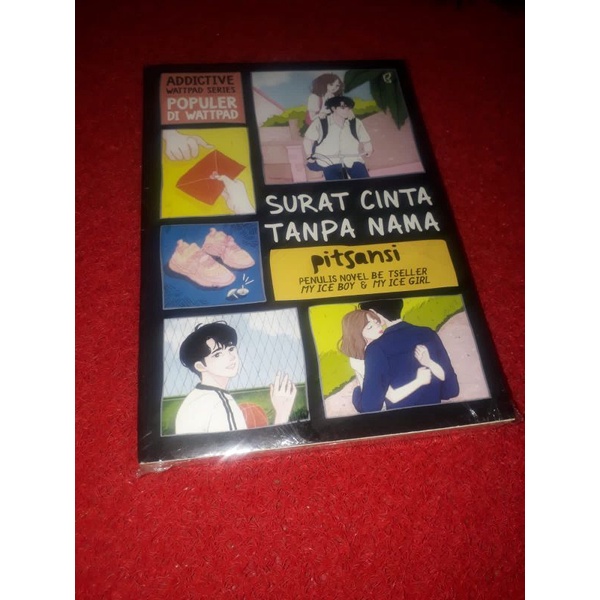 ADDICTIVE
WATTPAD SERIES
POPULER
DI WATTPAD
SURAT CINTA
TANPA NAMA
pitsansi
PENULIS NOVEL BE TSELLER
MY ICE BOY & MY ICE GIRL